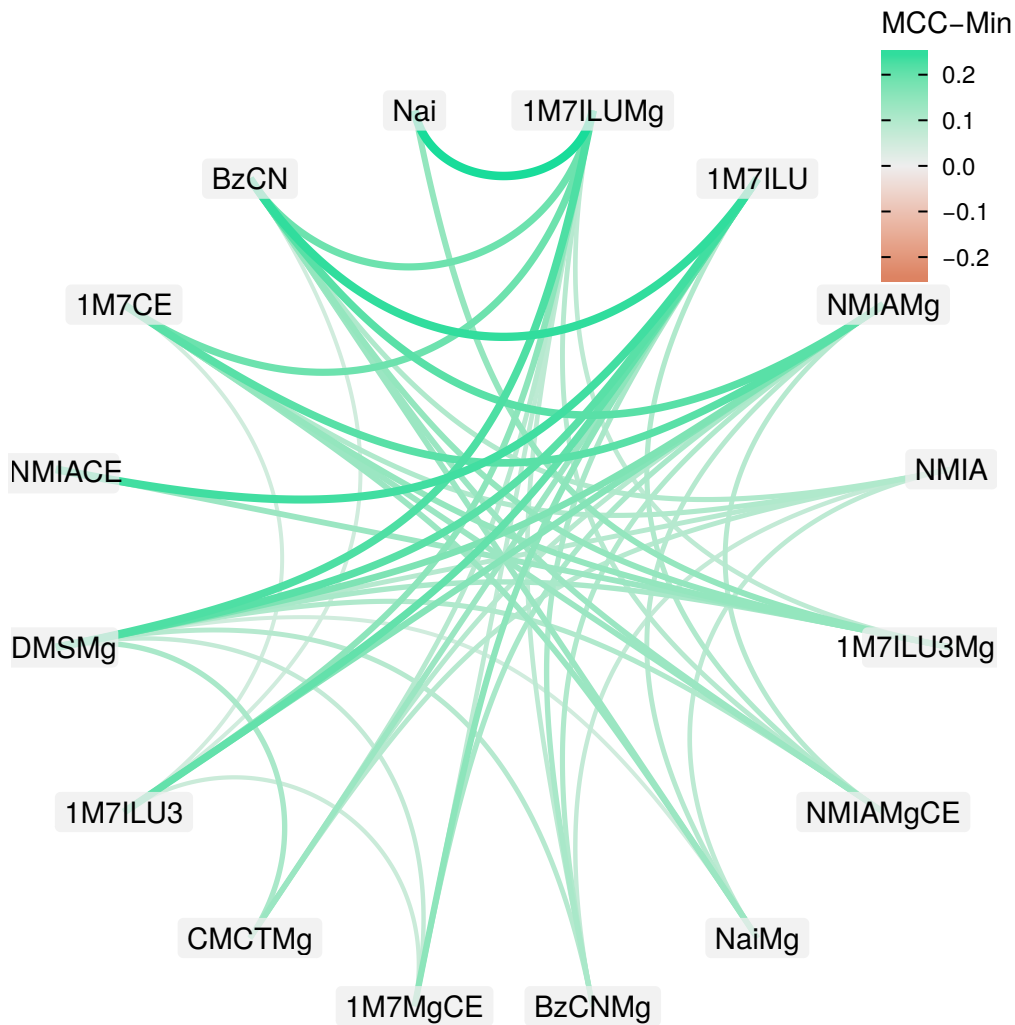 MCC−Min
0.2
0.1
0.0
−0.1
−0.2
Nai
1M7ILUMg
BzCN
1M7ILU
1M7CE
NMIAMg
NMIACE
NMIA
DMSMg
1M7ILU3Mg
1M7ILU3
NMIAMgCE
CMCTMg
NaiMg
1M7MgCE
BzCNMg